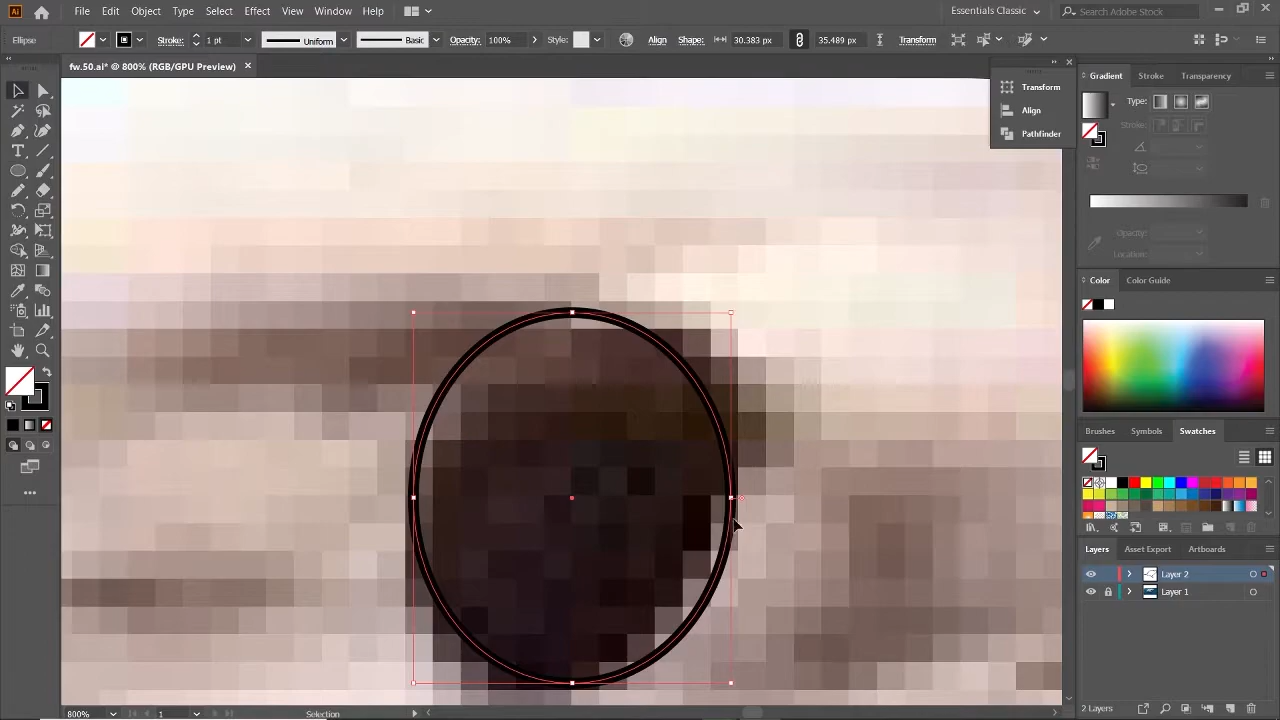 Ai File Edit Object Type Select Effect View Window Help Essentials Classic Search Adobe Stock
Ellipse Stroke: 1 pt Uniform Basic Opacity: 100% Style: Align Shape: 30.383 px 35.489 px Transform
fw.50.ai* @ 800% (RGB/GPU Preview)
Transform
Align
Pathfinder
Gradient Stroke Transparency
Type:
Stroke:
Opacity:
Location:
Color Color Guide
Brushes Symbols Swatches
Layers Asset Export Artboards
Layer 2
Layer 1
800% 1 Selection 2 Layers